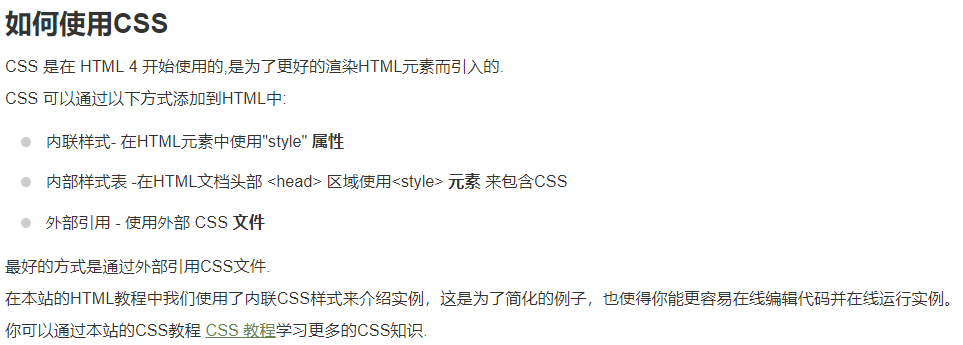 如何使用CSS
CSS 是在 HTML 4 开始使用的,是为了更好的渲染HTML元素而引入的.
CSS 可以通过以下方式添加到HTML中:
内联样式- 在HTML元素中使用"style" 属性
内部样式表 -在HTML文档头部 <head> 区域使用<style> 元素 来包含CSS
外部引用 - 使用外部 CSS 文件
最好的方式是通过外部引用CSS文件.
在本站的HTML教程中我们使用了内联CSS样式来介绍实例，这是为了简化的例子，也使得你能更容易在线编辑代码并在线运行实例。
你可以通过本站的CSS教程 CSS 教程学习更多的CSS知识.